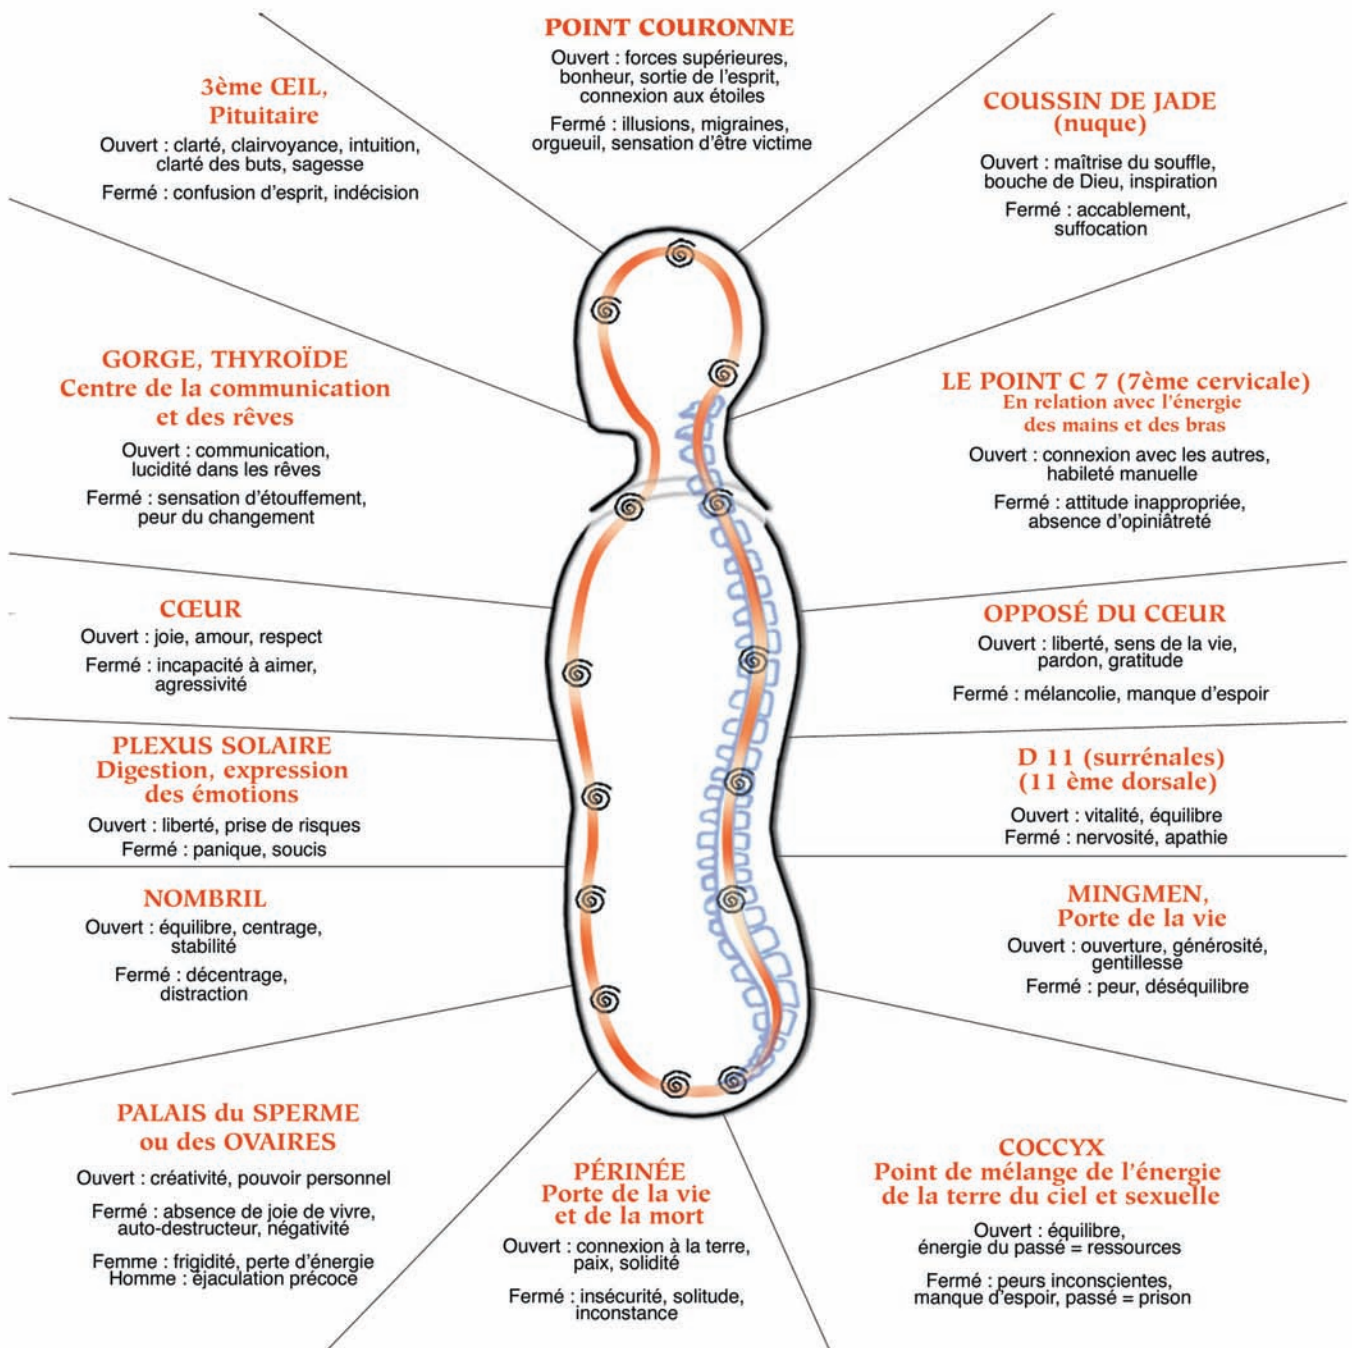 POINT COURONNE
Ouvert : forces supérieures,
bonheur, sortie de l'esprit,
connexion aux étoiles
Fermé : illusions, migraines,
orgueuil, sensation d'être victime
3ème ŒIL,
Pituitaire
Ouvert : clarté, clairvoyance, intuition,
clarté des buts, sagesse
Fermé : confusion d'esprit, indécision
COUSSIN DE JADE
(nuque)
Ouvert : maîtrise du souffle,
bouche de Dieu, inspiration
Fermé : accablement,
suffocation
GORGE, THYROÏDE
Centre de la communication
et des rêves
Ouvert : communication,
lucidité dans les rêves
Fermé : sensation d'étouffement,
peur du changement
LE POINT C 7 (7ème cervicale)
En relation avec l'énergie
des mains et des bras
Ouvert : connexion avec les autres,
habileté manuelle
Fermé : attitude inappropriée,
absence d'opiniâtreté
CŒUR
Ouvert : joie, amour, respect
Fermé : incapacité à aimer,
agressivité
OPPOSÉ DU CŒUR
Ouvert : liberté, sens de la vie,
pardon, gratitude
Fermé : mélancolie, manque d'espoir
PLEXUS SOLAIRE
Digestion, expression
des émotions
Ouvert : liberté, prise de risques
Fermé : panique, soucis
D 11 (surrénales)
(11 ème dorsale)
Ouvert : vitalité, équilibre
Fermé : nervosité, apathie
NOMBRIL
Ouvert : équilibre, centrage,
stabilité
Fermé : décentrage,
distraction
MINGMEN,
Porte de la vie
Ouvert : ouverture, générosité,
gentillesse
Fermé : peur, déséquilibre
PALAIS du SPERME
ou des OVAIRES
Ouvert : créativité, pouvoir personnel
Fermé : absence de joie de vivre,
auto-destructeur, négativité
Femme : frigidité, perte d'énergie
Homme : éjaculation précoce
PÉRINÉE
Porte de la vie
et de la mort
Ouvert : connexion à la terre,
paix, solidité
Fermé : insécurité, solitude,
inconstance
COCCYX
Point de mélange de l'énergie
de la terre du ciel et sexuelle
Ouvert : équilibre,
énergie du passé = ressources
Fermé : peurs inconscientes,
manque d'espoir, passé = prison